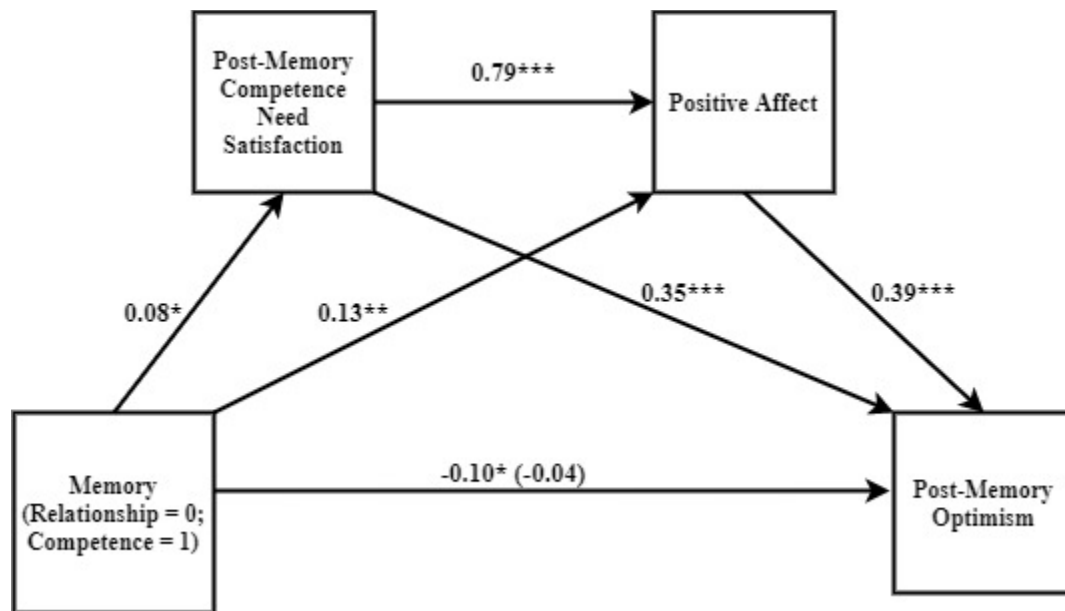 Post-Memory
Competence
Need
Satisfaction
0.79***
Positive Affect
0.08*
0.13**
0.35***
0.39***
Memory
(Relationship = 0;
Competence = 1)
-0.10* (-0.04)
Post-Memory
Optimism